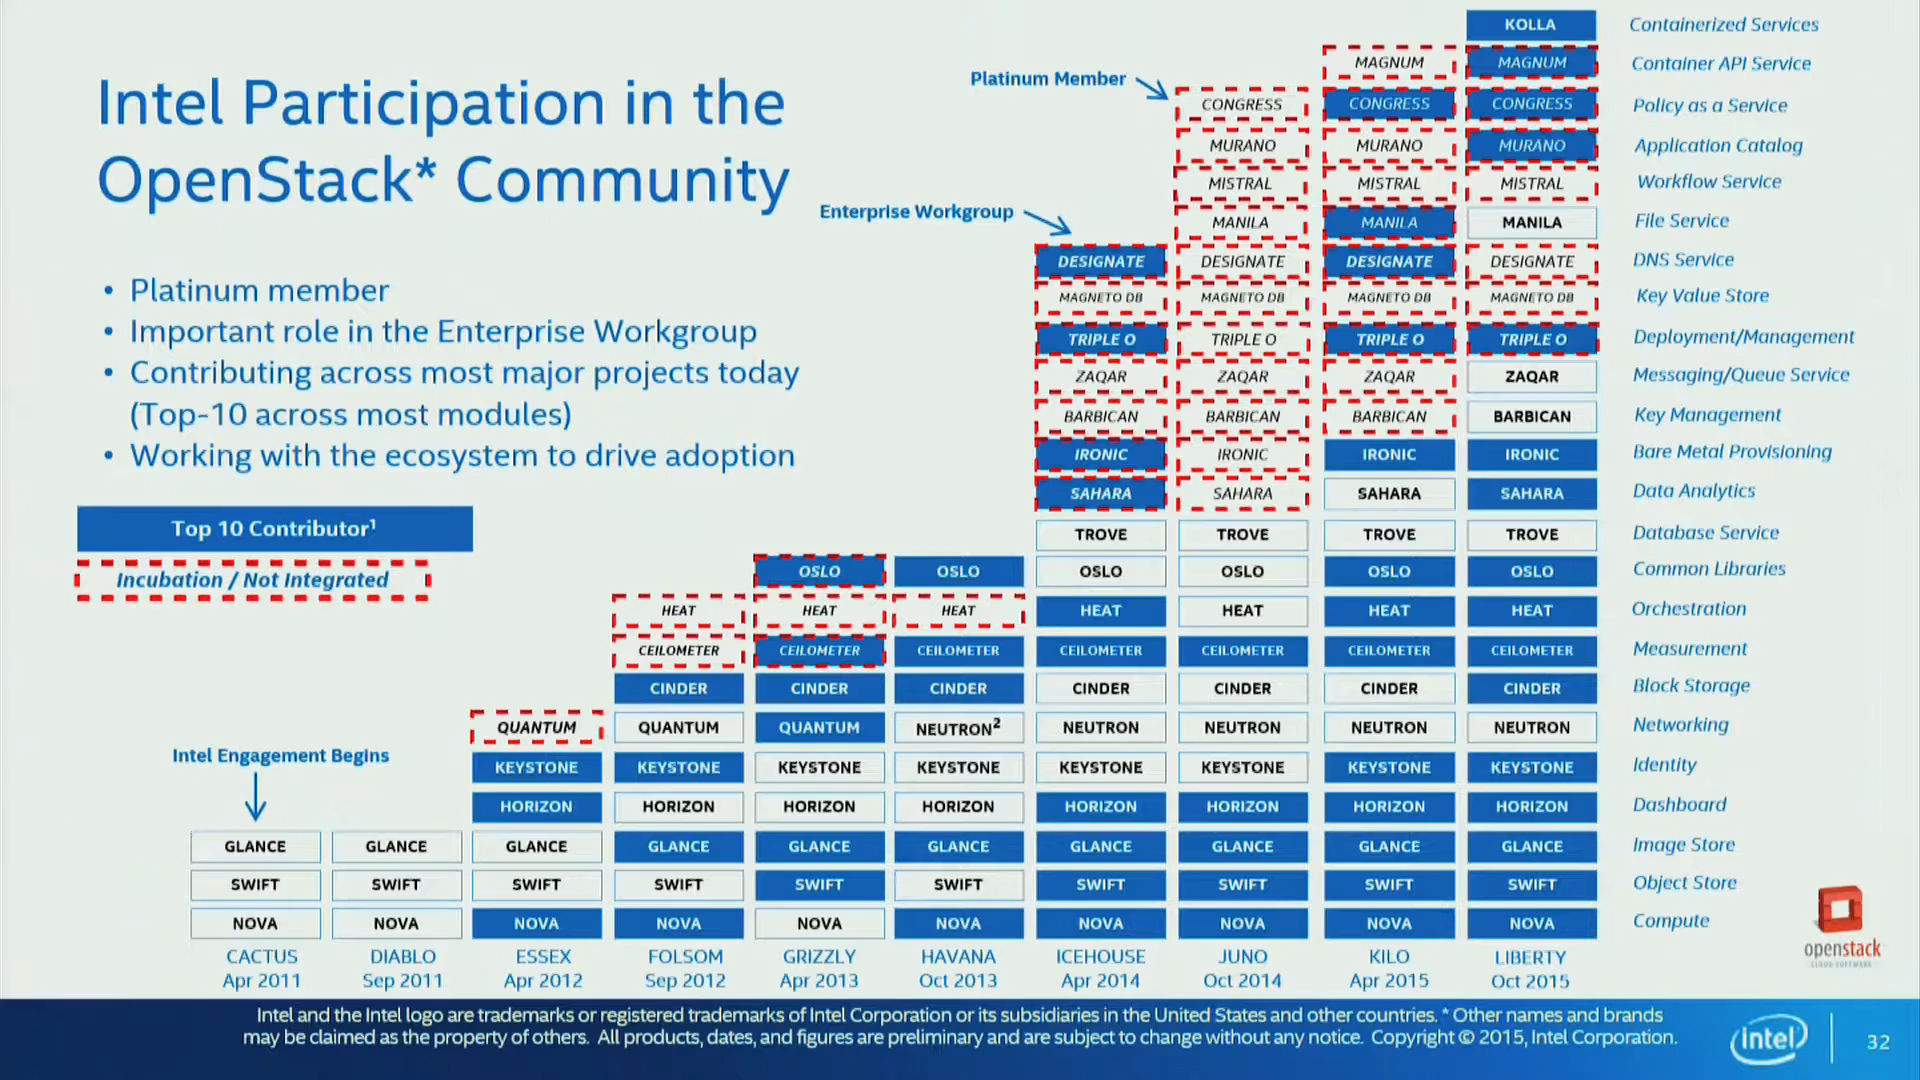 Intel Participation in the
OpenStack* Community
• Platinum member
• Important role in the Enterprise Workgroup
• Contributing across most major projects today
(Top-10 across most modules)
• Working with the ecosystem to drive adoption
Top 10 Contributor¹
Incubation / Not Integrated
Intel Engagement Begins
Enterprise Workgroup
Platinum Member
KOLLA Containerized Services
MAGNUM MAGNUM Container API Service
CONGRESS CONGRESS CONGRESS Policy as a Service
MURANO MURANO MURANO Application Catalog
MISTRAL MISTRAL MISTRAL Workflow Service
MANILA MANILA MANILA File Service
DESIGNATE DESIGNATE DESIGNATE DESIGNATE DNS Service
MAGNETO DB MAGNETO DB MAGNETO DB MAGNETO DB Key Value Store
TRIPLE O TRIPLE O TRIPLE O TRIPLE O Deployment/Management
ZAQAR ZAQAR ZAQAR ZAQAR Messaging/Queue Service
BARBICAN BARBICAN BARBICAN BARBICAN Key Management
IRONIC IRONIC IRONIC IRONIC Bare Metal Provisioning
SAHARA SAHARA SAHARA SAHARA Data Analytics
TROVE TROVE TROVE TROVE Database Service
OSLO OSLO OSLO OSLO OSLO OSLO Common Libraries
HEAT HEAT HEAT HEAT HEAT HEAT HEAT Orchestration
CEILOMETER CEILOMETER CEILOMETER CEILOMETER CEILOMETER CEILOMETER CEILOMETER Measurement
CINDER CINDER CINDER CINDER CINDER CINDER CINDER Block Storage
QUANTUM QUANTUM QUANTUM NEUTRON² NEUTRON NEUTRON NEUTRON NEUTRON Networking
KEYSTONE KEYSTONE KEYSTONE KEYSTONE KEYSTONE KEYSTONE KEYSTONE KEYSTONE Identity
HORIZON HORIZON HORIZON HORIZON HORIZON HORIZON HORIZON HORIZON Dashboard
GLANCE GLANCE GLANCE GLANCE GLANCE GLANCE GLANCE GLANCE GLANCE GLANCE Image Store
SWIFT SWIFT SWIFT SWIFT SWIFT SWIFT SWIFT SWIFT SWIFT SWIFT Object Store
NOVA NOVA NOVA NOVA NOVA NOVA NOVA NOVA NOVA NOVA Compute
CACTUS DIABLO ESSEX FOLSOM GRIZZLY HAVANA ICEHOUSE JUNO KILO LIBERTY
Apr 2011 Sep 2011 Apr 2012 Sep 2012 Apr 2013 Oct 2013 Apr 2014 Oct 2014 Apr 2015 Oct 2015
openstack
CLOUD SOFTWARE
Intel and the Intel logo are trademarks or registered trademarks of Intel Corporation or its subsidiaries in the United States and other countries. * Other names and brands
may be claimed as the property of others. All products, dates, and figures are preliminary and are subject to change without any notice. Copyright © 2015, Intel Corporation.
intel
32